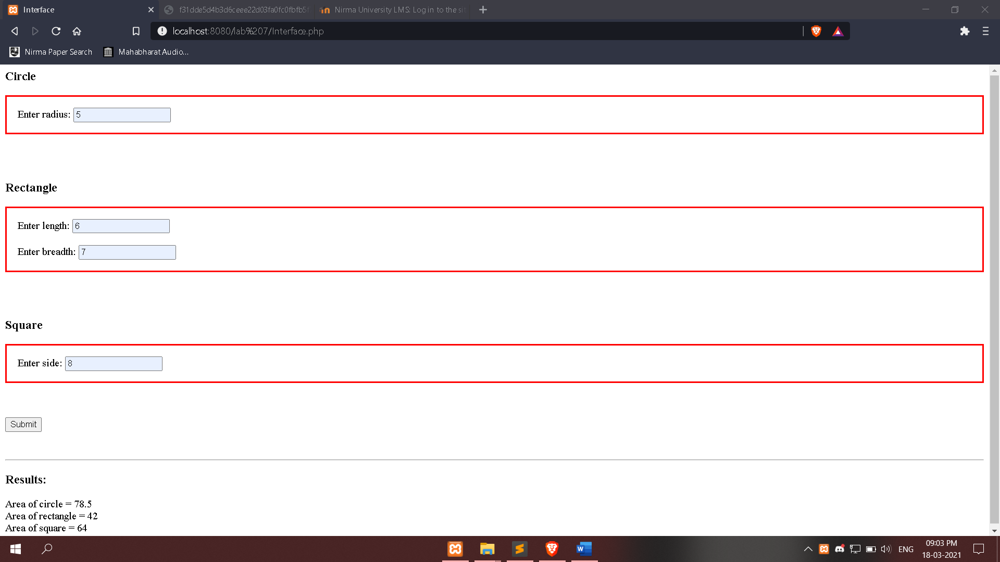 Interface
f31dde5d4b3d6ceee22d03fa0fc0fbfb5f
Nirma University LMS: Log in to the sit
localhost:8080/lab%207/Interface.php
Nirma Paper Search
Mahabharat Audio...
Circle
Enter radius: 5
Rectangle
Enter length: 6
Enter breadth: 7
Square
Enter side: 8
Submit
Results:
Area of circle = 78.5
Area of rectangle = 42
Area of square = 64
ENG
09:03 PM
18-03-2021